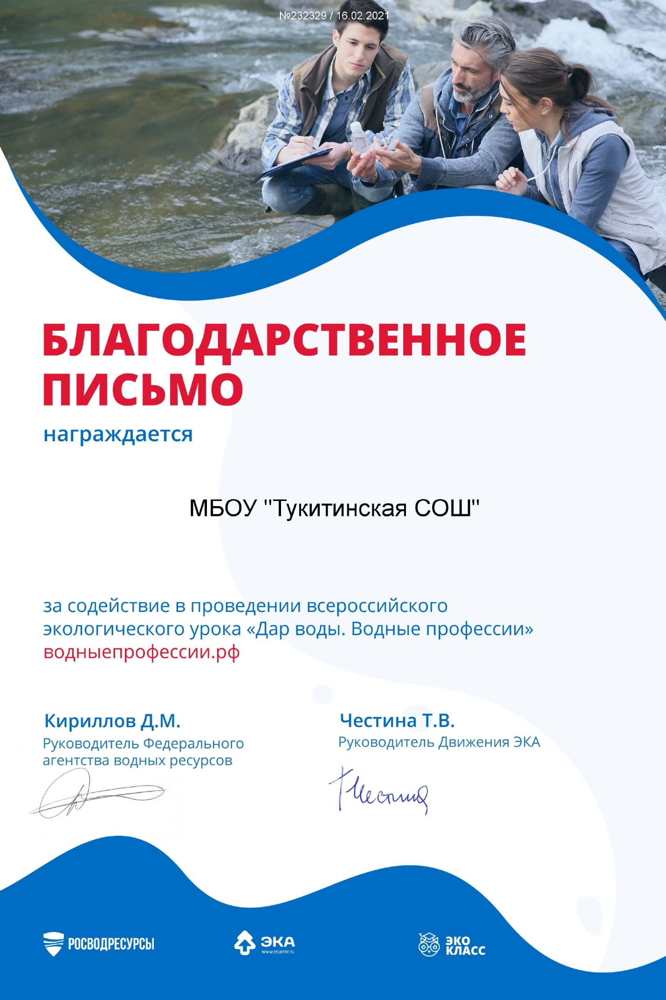 №232329 / 16.02.2021
БЛАГОДАРСТВЕННОЕ
ПИСЬМО
награждается
МБОУ "Тукитинская СОШ"
за содействие в проведении всероссийского
экологического урока «Дар воды. Водные профессии»
водныепрофессии.рф
Кириллов Д.М.
Руководитель Федерального
агентства водных ресурсов
Честина Т.В.
Руководитель Движения ЭКА
ТЧестина
РОСВОДРЕСУРСЫ
ЭКА
www.ecamir.ru
ЭКО
КЛАСС